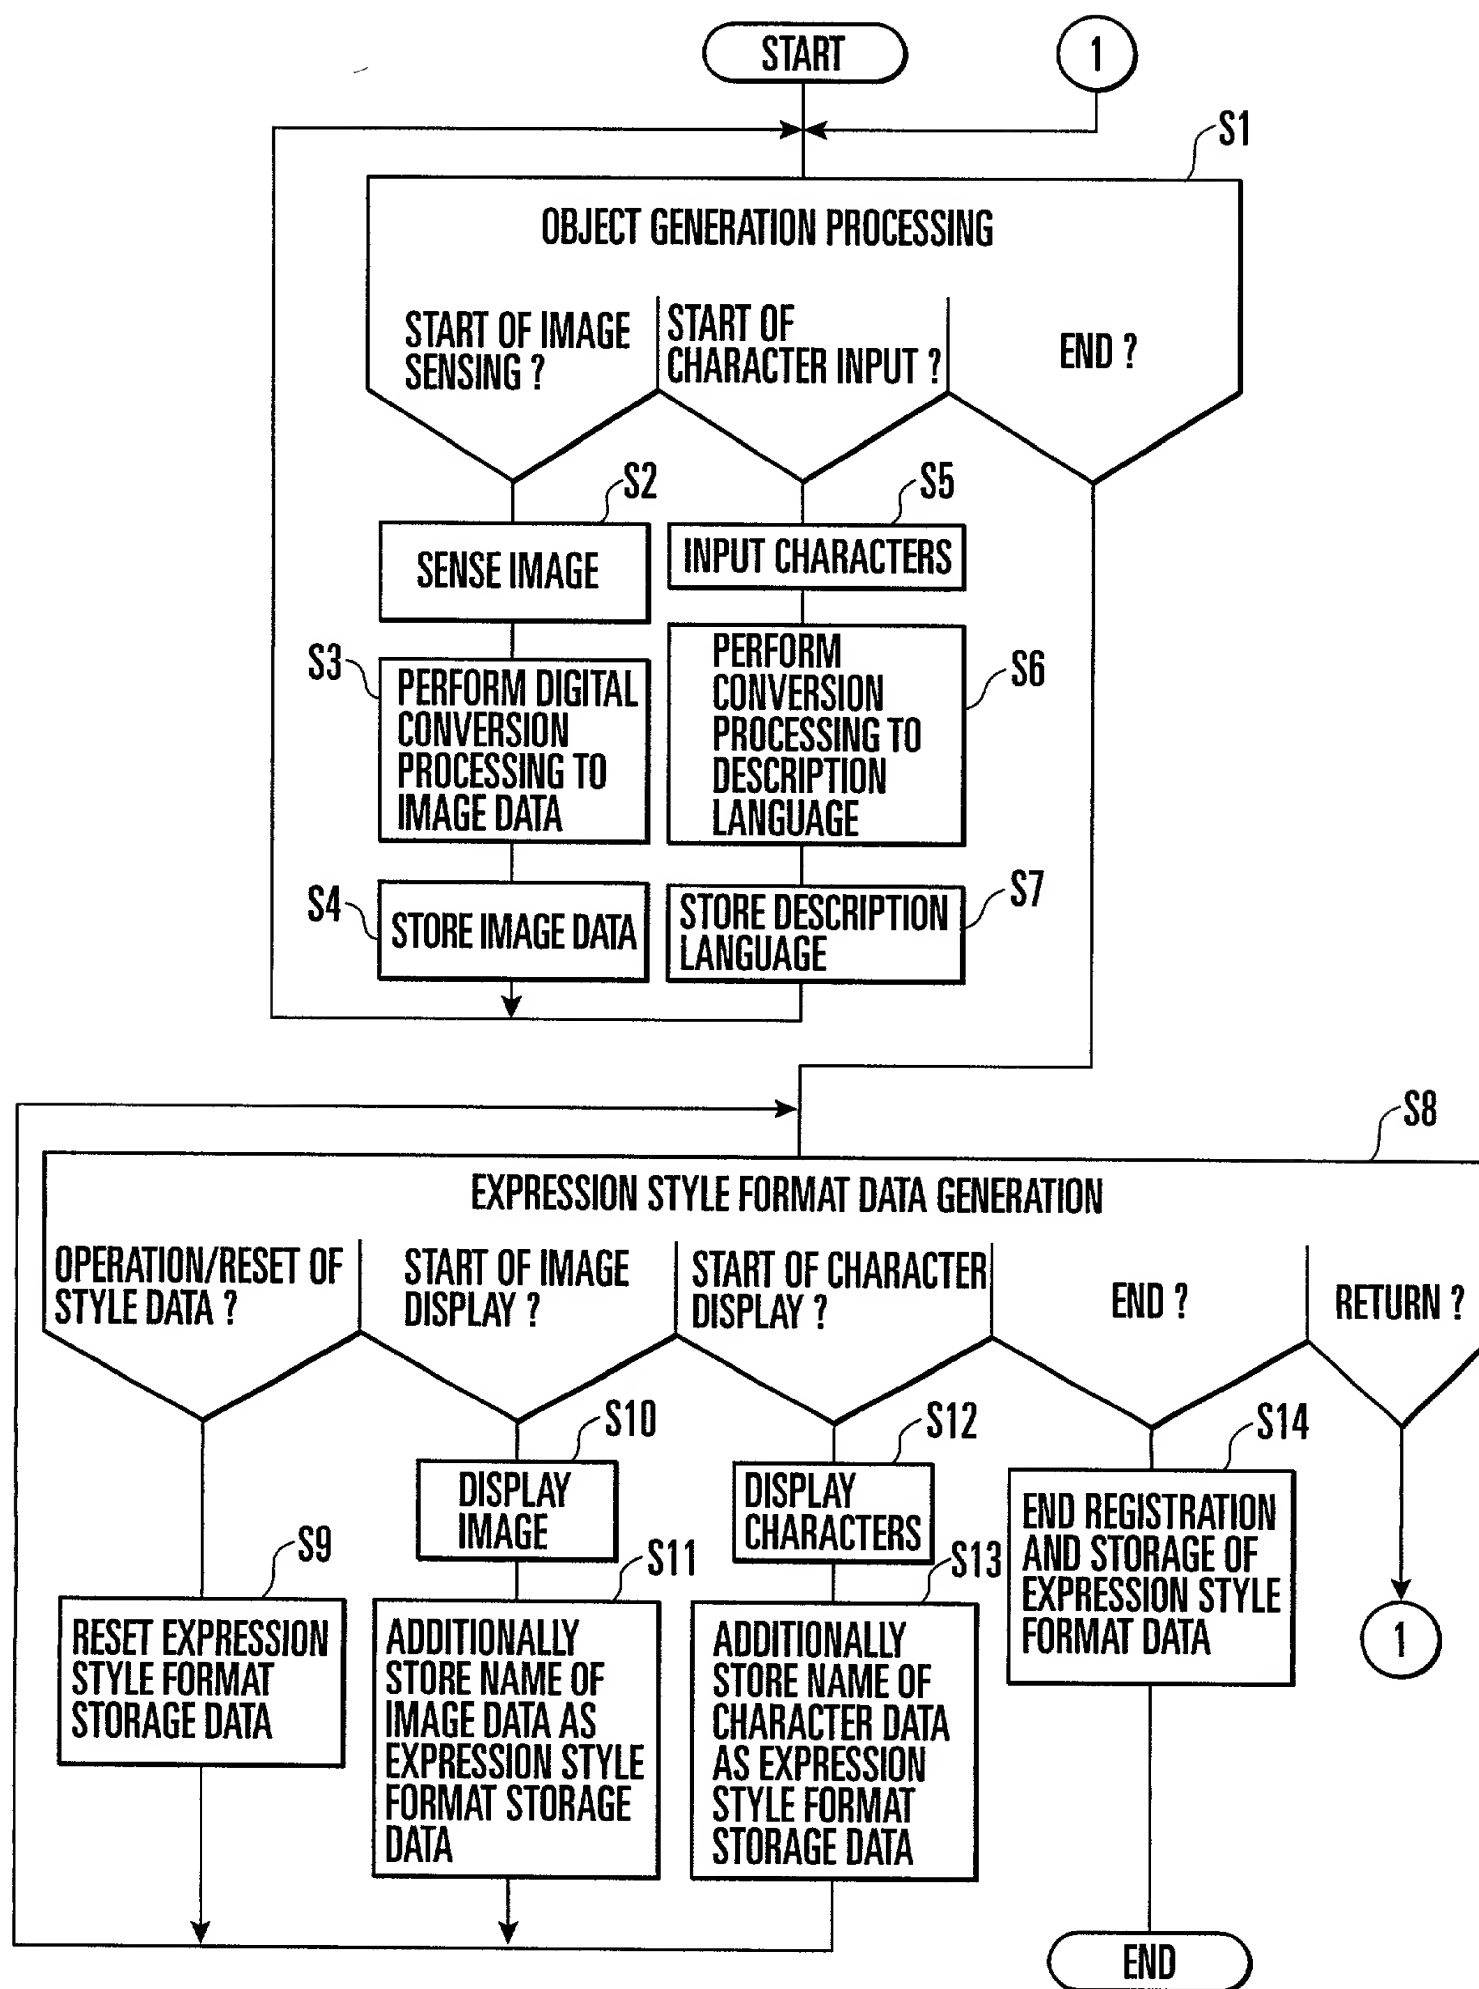 START
1
S1
OBJECT GENERATION PROCESSING
START OF IMAGE
SENSING ?
START OF
CHARACTER INPUT ?
END ?
S2
SENSE IMAGE
S3
PERFORM DIGITAL
CONVERSION
PROCESSING TO
IMAGE DATA
S4
STORE IMAGE DATA
S5
INPUT CHARACTERS
S6
PERFORM
CONVERSION
PROCESSING TO
DESCRIPTION
LANGUAGE
S7
STORE DESCRIPTION
LANGUAGE
S8
EXPRESSION STYLE FORMAT DATA GENERATION
OPERATION/RESET OF
STYLE DATA ?
START OF IMAGE
DISPLAY ?
START OF CHARACTER
DISPLAY ?
END ?
RETURN ?
S9
RESET EXPRESSION
STYLE FORMAT
STORAGE DATA
S10
DISPLAY
IMAGE
S11
ADDITIONALLY
STORE NAME OF
IMAGE DATA AS
EXPRESSION STYLE
FORMAT STORAGE
DATA
S12
DISPLAY
CHARACTERS
S13
ADDITIONALLY
STORE NAME OF
CHARACTER DATA
AS EXPRESSION
STYLE FORMAT
STORAGE DATA
S14
END REGISTRATION
AND STORAGE OF
EXPRESSION STYLE
FORMAT DATA
1
END